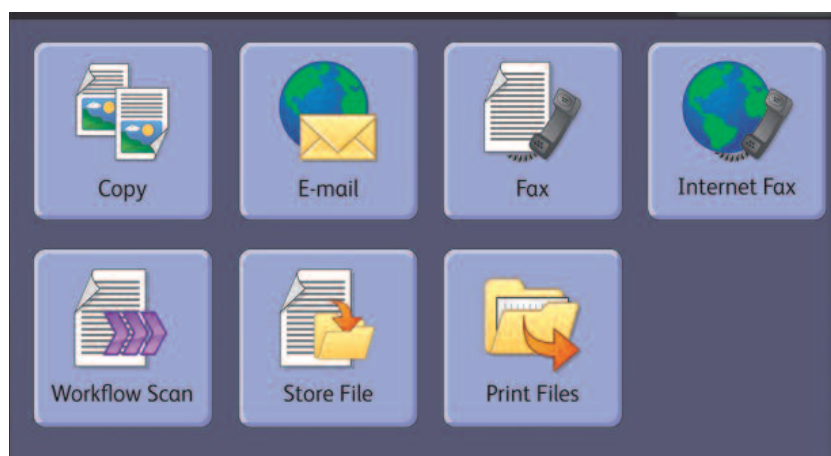 Copy
E-mail
Fax
Internet Fax
Workflow Scan
Store File
Print Files